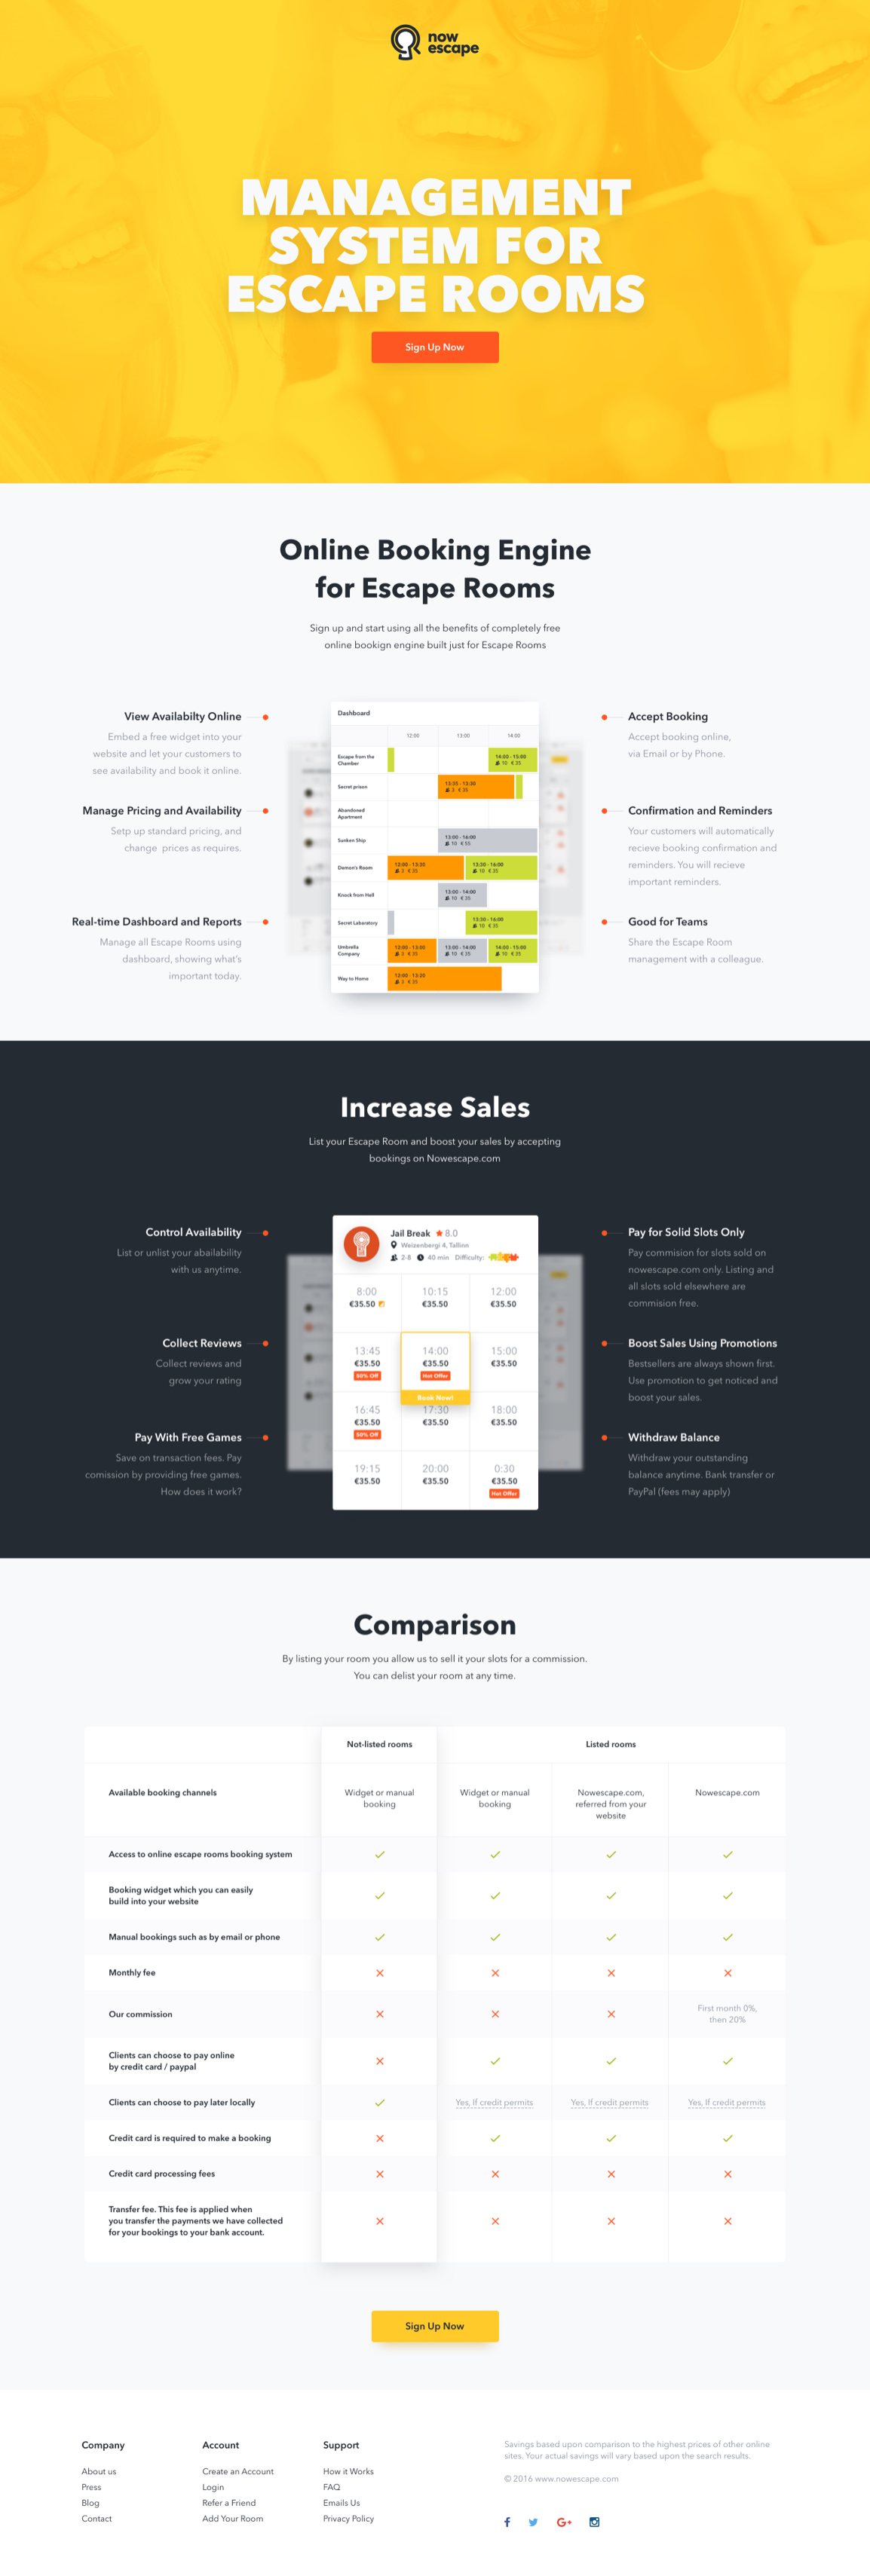 now
escape
MANAGEMENT
SYSTEM FOR
ESCAPE ROOMS
Sign Up Now
Online Booking Engine
for Escape Rooms
Sign up and start using all the benefits of completely free
online bookign engine built just for Escape Rooms
View Availabilty Online
Embed a free widget into your
website and let your customers to
see availability and book it online.
Manage Pricing and Availability
Setp up standard pricing, and
change prices as requires.
Real-time Dashboard and Reports
Manage all Escape Rooms using
dashboard, showing what's
important today.
Dashboard
12:00 13:00 14:00
Escape from the
Chamber
14:00 - 15:00
10 € 35
Secret prison
13:35 - 13:30
3 € 35
Abandoned
Apartment
Sunken Ship
13:00 - 16:00
10 € 55
Demon's Room
12:00 - 13:30
3 € 35
13:30 - 16:00
10 € 35
Knock from Hell
13:00 - 14:00
10 € 35
Secret Laboratory
13:30 - 16:00
10 € 35
Umbrella
Company
12:00 - 13:00
3 € 35
13:00 - 14:00
10 € 35
14:00 - 15:00
10 € 35
Way to Home
12:00 - 13:20
3 € 35
Accept Booking
Accept booking online,
via Email or by Phone.
Confirmation and Reminders
Your customers will automatically
recieve booking confirmation and
reminders. You will recieve
important reminders.
Good for Teams
Share the Escape Room
management with a colleague.
Increase Sales
List your Escape Room and boost your sales by accepting
bookings on Nowescape.com
Control Availability
List or unlist your abailability
with us anytime.
Collect Reviews
Collect reviews and
grow your rating
Pay With Free Games
Save on transaction fees. Pay
comission by providing free games.
How does it work?
Jail Break 8.0
Weizenbergi 4, Tallinn
2-8 40 min Difficulty:
8:00 10:15 12:00
€35.50 €35.50 €35.50
13:45 14:00 15:00
€35.50 €35.50 €35.50
50% Off Hot Offer
Book Now!
16:45 17:30 18:00
€35.50 €35.50 €35.50
50% Off
19:15 20:00 0:30
€35.50 €35.50 €35.50
Hot Offer
Pay for Solid Slots Only
Pay commision for slots sold on
nowescape.com only. Listing and
all slots sold elsewhere are
commision free.
Boost Sales Using Promotions
Bestsellers are always shown first.
Use promotion to get noticed and
boost your sales.
Withdraw Balance
Withdraw your outstanding
balance anytime. Bank transfer or
PayPal (fees may apply)
Comparison
By listing your room you allow us to sell it your slots for a commission.
You can delist your room at any time.
Not-listed rooms Listed rooms
Available booking channels
Widget or manual
booking
Widget or manual
booking
Nowescape.com,
referred from your
website
Nowescape.com
Access to online escape rooms booking system
Booking widget which you can easily
build into your website
Manual bookings such as by email or phone
Monthly fee
Our commission
First month 0%,
then 20%
Clients can choose to pay online
by credit card / paypal
Clients can choose to pay later locally
Yes, If credit permits Yes, If credit permits Yes, If credit permits
Credit card is required to make a booking
Credit card processing fees
Transfer fee. This fee is applied when
you transfer the payments we have collected
for your bookings to your bank account.
Sign Up Now
Company
About us
Press
Blog
Contact
Account
Create an Account
Login
Refer a Friend
Add Your Room
Support
How it Works
FAQ
Emails Us
Privacy Policy
Savings based upon comparison to the highest prices of other online
sites. Your actual savings will vary based upon the search results.
© 2016 www.nowescape.com